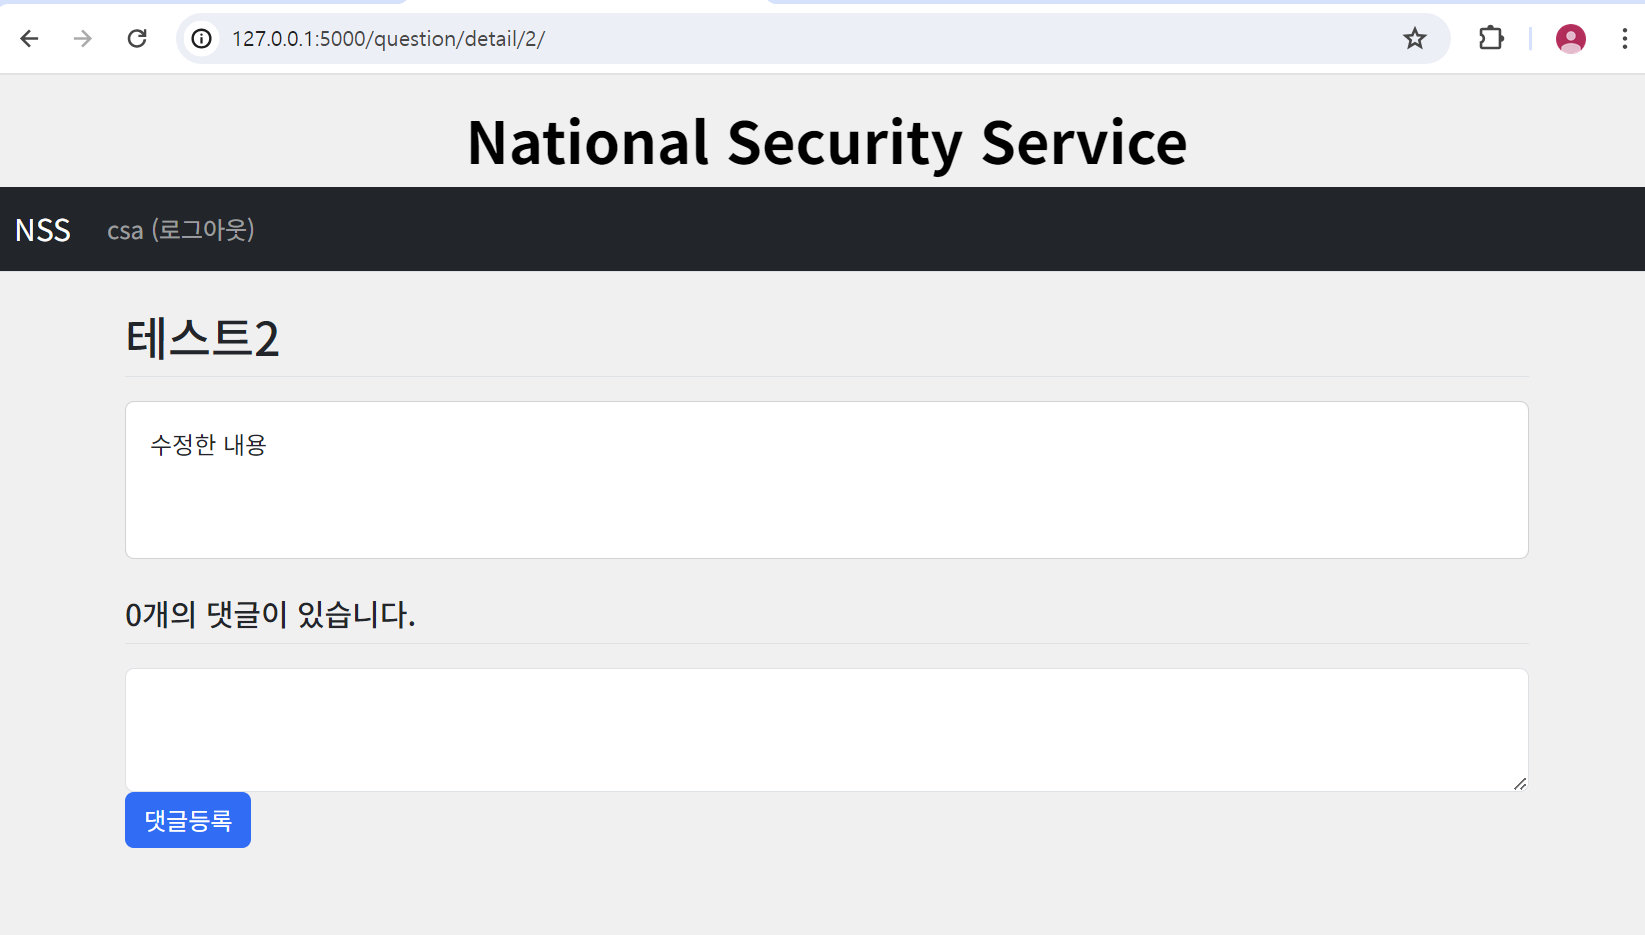 127.0.0.1:5000/question/detail/2/
National Security Service
NSS csa (로그아웃)
테스트2
수정한 내용
0개의 댓글이 있습니다.
댓글등록